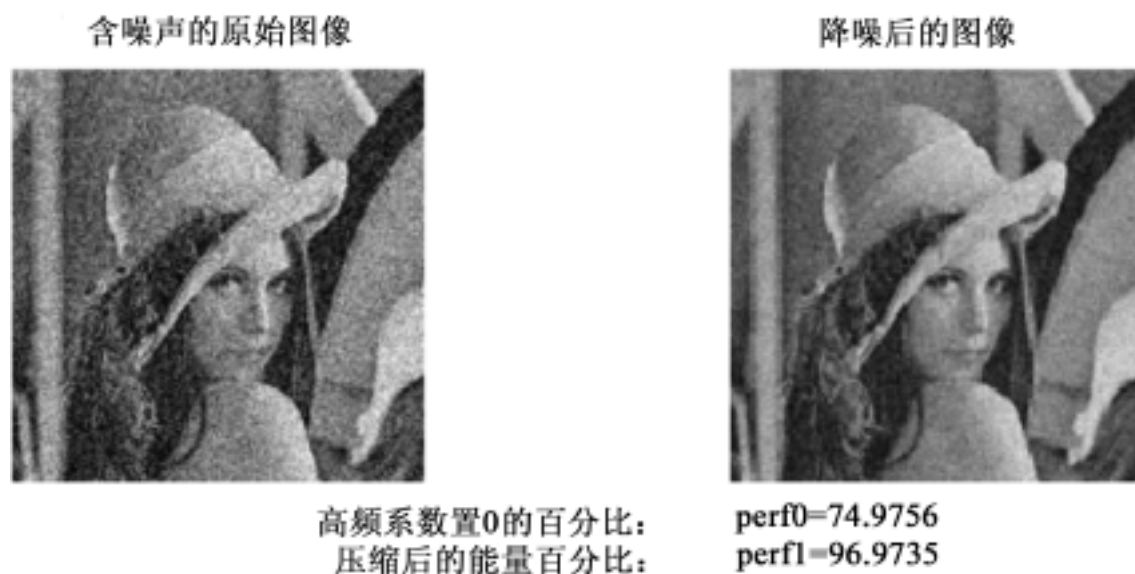 含噪声的原始图像
降噪后的图像
高频系数置0的百分比： perf0=74.9756
压缩后的能量百分比： perf1=96.9735